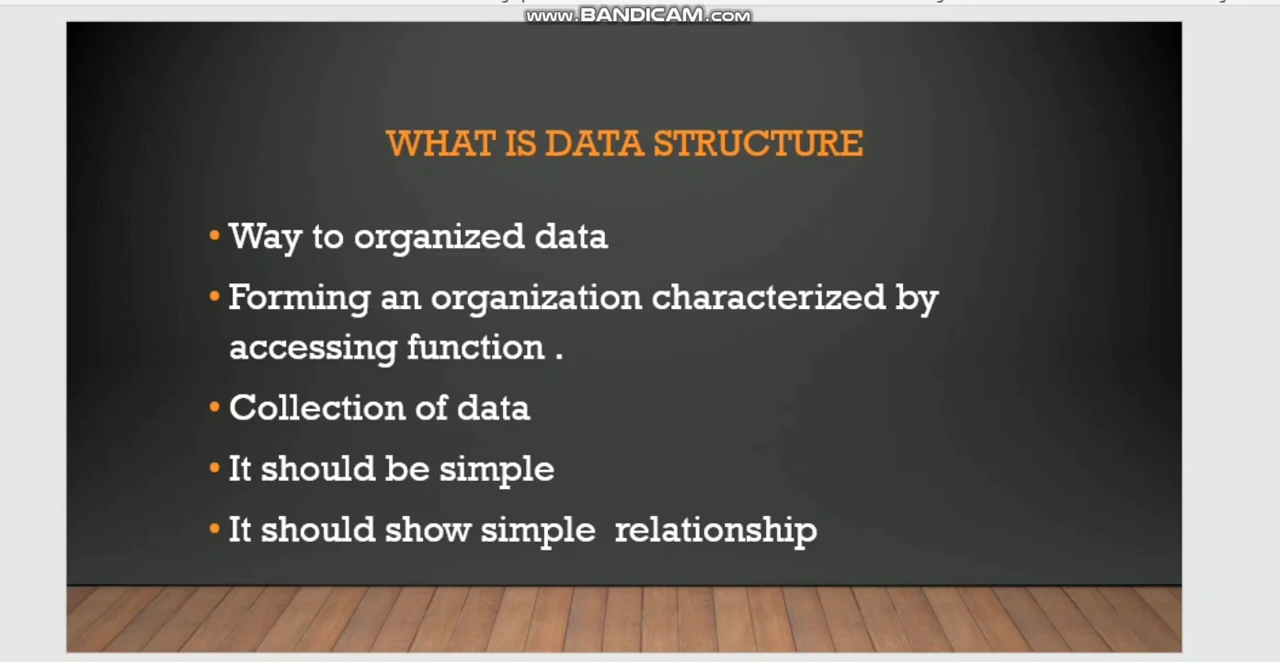 www.BANDICAM.com
WHAT IS DATA STRUCTURE
• Way to organized data
• Forming an organization characterized by
accessing function .
• Collection of data
• It should be simple
• It should show simple  relationship